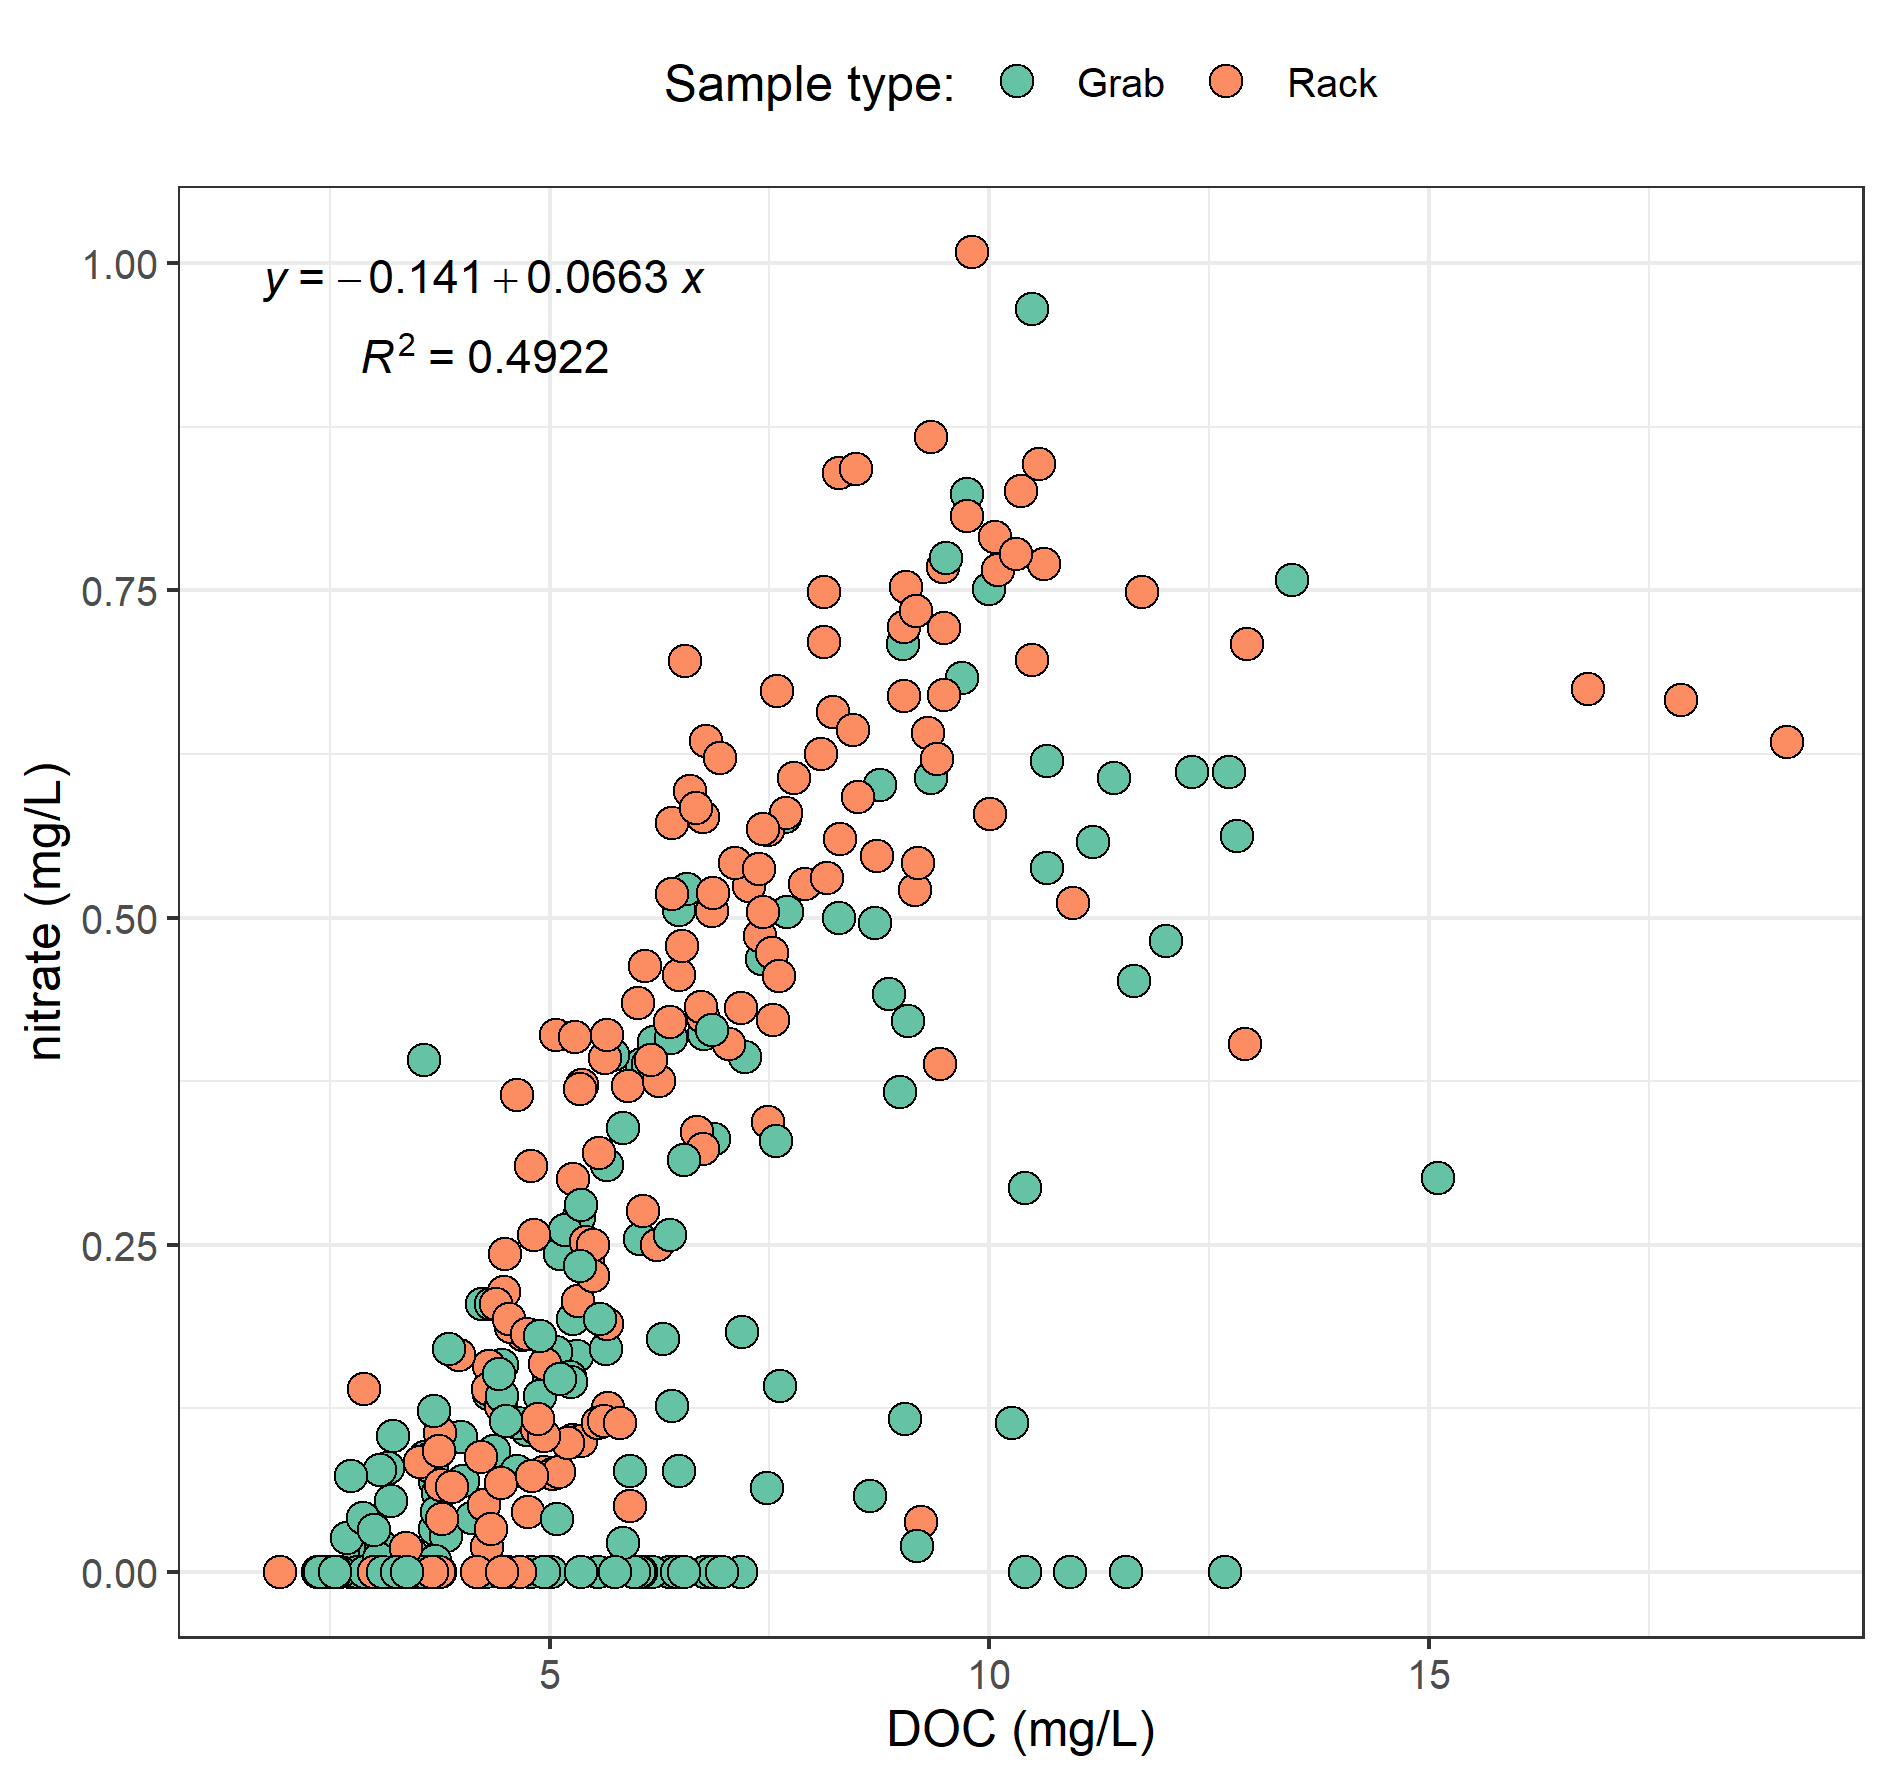 Sample type: Grab Rack
y = −0.141 + 0.0663 x
R² = 0.4922
1.00
0.75
0.50
0.25
0.00
nitrate (mg/L)
5 10 15
DOC (mg/L)